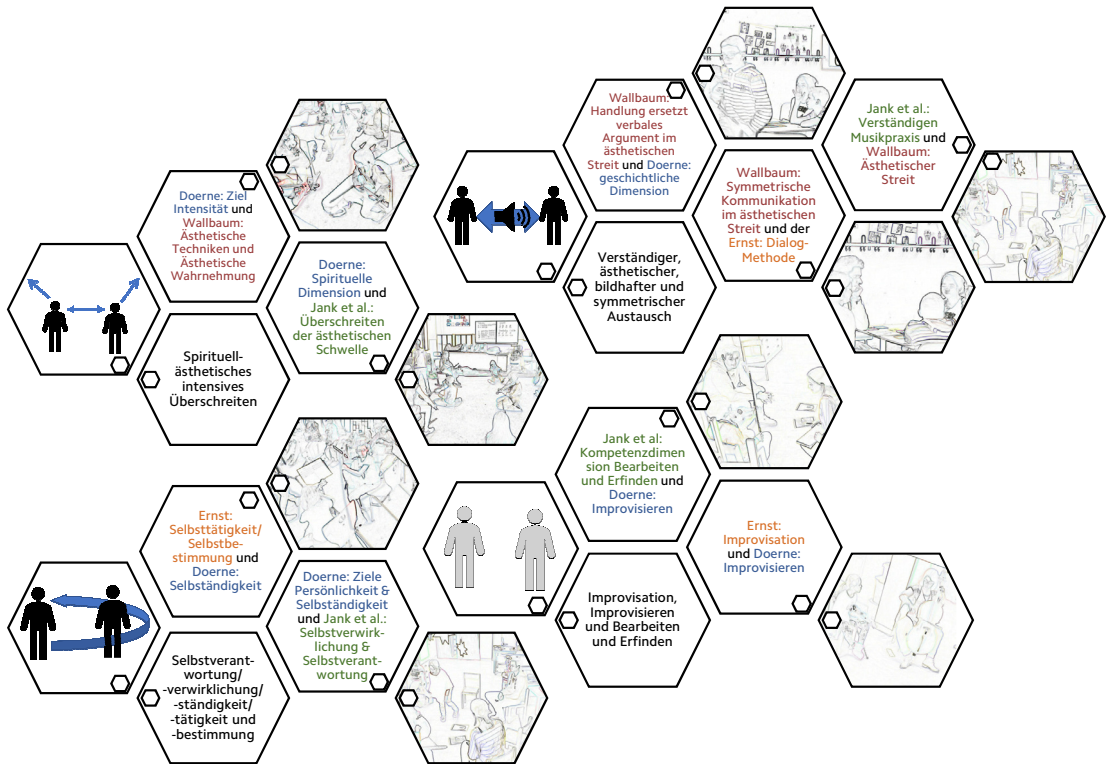 Wallbaum:
Handlung ersetzt
verbales
Argument im
ästhetischen
Streit und Doerne:
geschichtliche
Dimension
Jank et al.:
Verständigen
Musikpraxis und
Wallbaum:
Ästhetischer
Streit
Wallbaum:
Symmetrische
Kommunikation
im ästhetischen
Streit und der
Ernst: Dialog-
Methode
Verständiger,
ästhetischer,
bildhafter und
symmetrischer
Austausch
Doerne: Ziel
Intensität und
Wallbaum:
Ästhetische
Techniken und
Ästhetische
Wahrnehmung
Doerne:
Spirituelle
Dimension und
Jank et al.:
Überschreiten
der ästhetischen
Schwelle
Spirituell-
ästhetisches
intensives
Überschreiten
Jank et al:
Kompetenzdimen
sion Bearbeiten
und Erfinden und
Doerne:
Improvisieren
Ernst:
Improvisation
und Doerne:
Improvisieren
Improvisation,
Improvisieren
und Bearbeiten
und Erfinden
Ernst:
Selbsttätigkeit/
Selbstbe-
stimmung und
Doerne:
Selbständigkeit
Doerne: Ziele
Persönlichkeit &
Selbständigkeit
und Jank et al.:
Selbstverwirk-
lichung &
Selbstverant-
wortung
Selbstverant-
wortung/
-verwirklichung/
-ständigkeit/
-tätigkeit und
-bestimmung